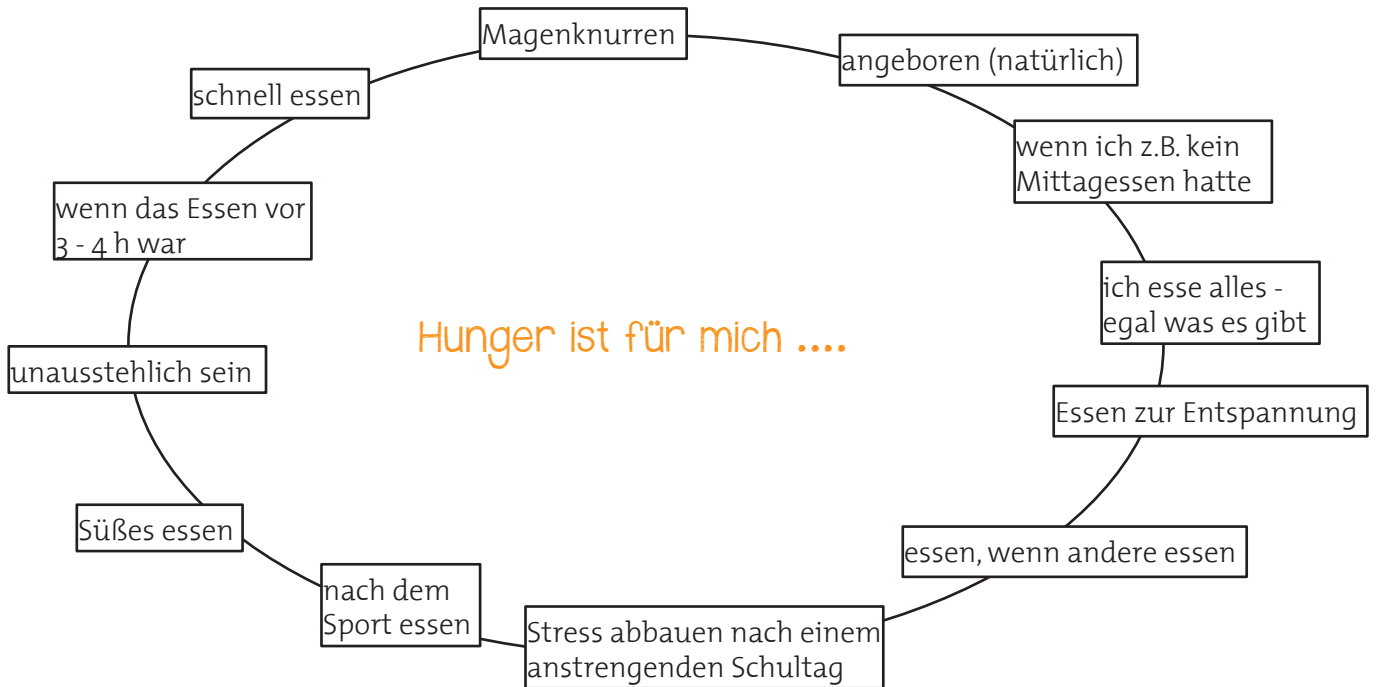 Magenknurren
angeboren (natürlich)
schnell essen
wenn ich z.B. kein
Mittagessen hatte
wenn das Essen vor
3 - 4 h war
ich esse alles -
egal was es gibt
Hunger ist für mich ....
unausstehlich sein
Essen zur Entspannung
Süßes essen
essen, wenn andere essen
nach dem
Sport essen
Stress abbauen nach einem
anstrengenden Schultag